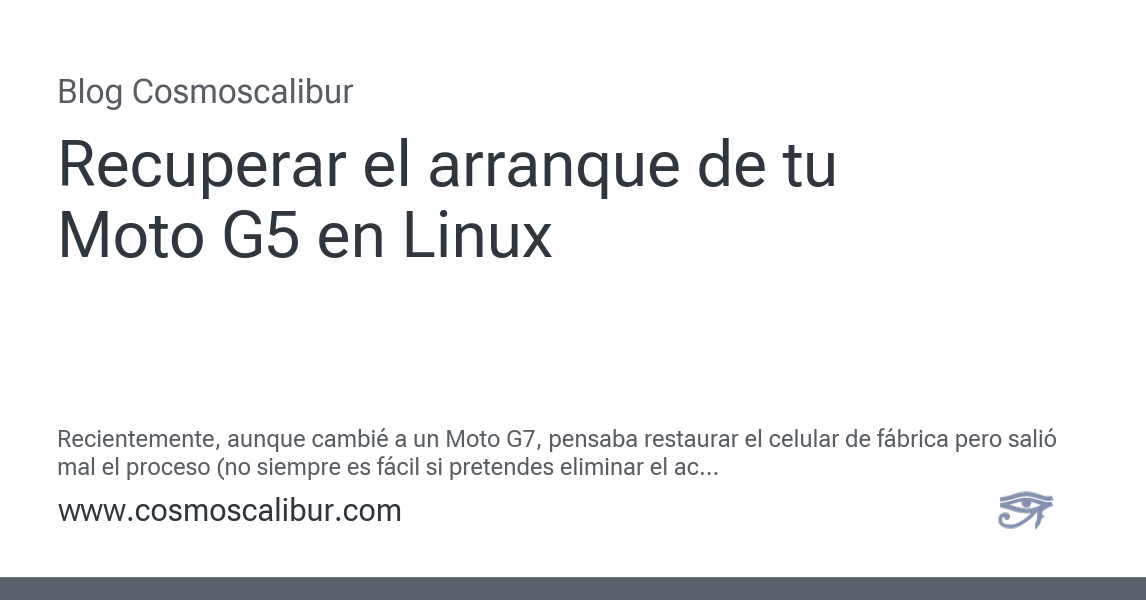 Blog Cosmoscalibur
Recuperar el arranque de tu
Moto G5 en Linux
Recientemente, aunque cambié a un Moto G7, pensaba restaurar el celular de fábrica pero salió
mal el proceso (no siempre es fácil si pretendes eliminar el ac...
www.cosmoscalibur.com